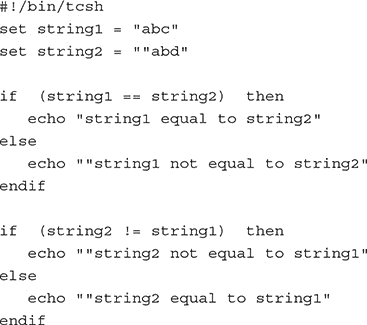 #!/bin/tcsh
set string1 = "abc"
set string2 = ""abd"
if (string1 == string2) then
echo "string1 equal to string2"
else
echo ""string1 not equal to string2"
endif
if (string2 != string1) then
echo ""string2 not equal to string1"
else
echo ""string2 equal to string1"
endif